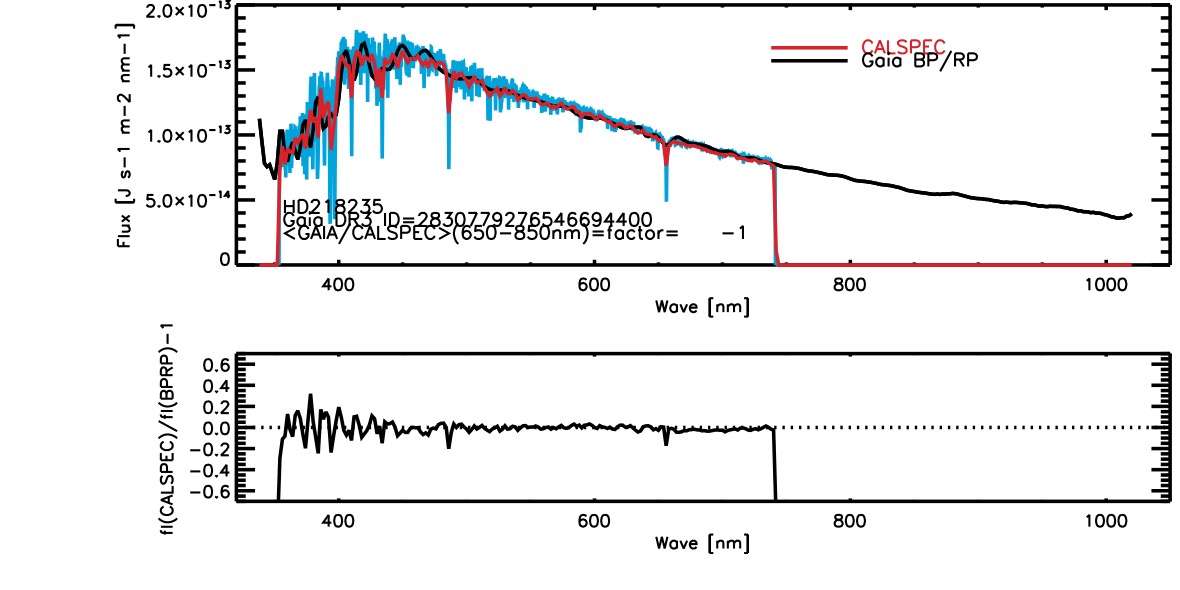 2.0×10⁻¹³
1.5×10⁻¹³
1.0×10⁻¹³
5.0×10⁻¹⁴
0
Flux [J s−1 m−2 nm−1]
CALSPEC
Gaia BP/RP
HD218235
Gaia DR3 ID=2830779276546694400
<GAIA/CALSPEC>(650−850nm)=factor= −1
400 600 800 1000
Wave [nm]
fl(CALSPEC)/fl(BPRP)−1
0.6
0.4
0.2
0.0
−0.2
−0.4
−0.6
400 600 800 1000
Wave [nm]